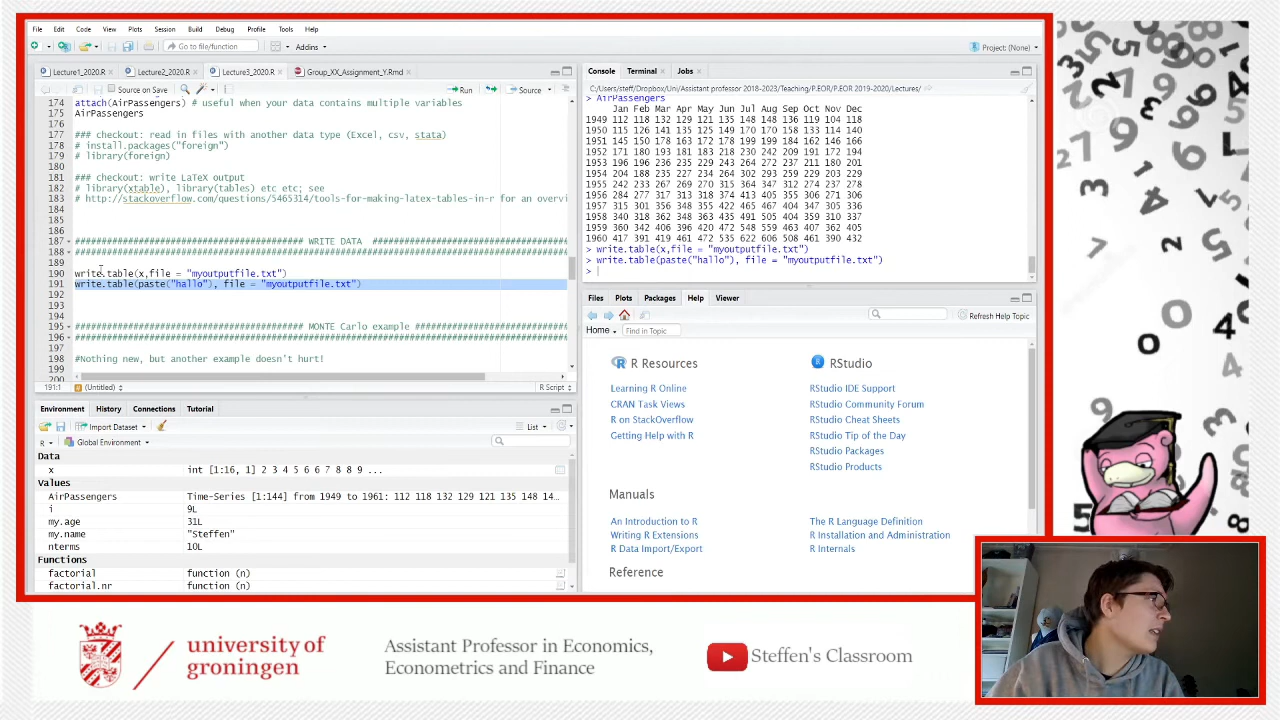 File Edit Code View Plots Session Build Debug Profile Tools Help
Go to file/function Addins Project: (None)
Lecture1_2020.R Lecture2_2020.R Lecture3_2020.R
Source on Save Run Source
174 attach(AirPassengers) # useful when your data contains multiple variables
175 AirPassengers
176
177 ### checkout: read in files with another data type (Excel, csv, stata)
178 # install.packages("foreign")
179 # library(foreign)
180
181 ### checkout: write LaTeX output
182 # library(xtable), library(tables) etc etc; see
183 # http://stackoverflow.com/questions/5465314/tools-for-making-latex-tables-in-r for an overvi
184
185
186
187 ########################################### WRITE DATA ###########################################
188 ####################################################################################################
189
190 write.table(x,file = "myoutputfile.txt")
191 write.table(paste("hallo"), file = "myoutputfile.txt")
192
193
194
195 ########################################### MONTE Carlo example ##############################
196 ####################################################################################################
197
198 #Nothing new, but another example doesn't hurt!
199
200
191:1 (Untitled) R Script
Console Terminal Jobs
C:/Users/steff/Dropbox/Uni/Assistant professor 2018-2023/Teaching/P.EOR/P.EOR 2019-2020/Lectures/
> AirPassengers
Jan Feb Mar Apr May Jun Jul Aug Sep Oct Nov Dec
1949 112 118 132 129 121 135 148 148 136 119 104 118
1950 115 126 141 135 125 149 170 170 158 133 114 140
1951 145 150 178 163 172 178 199 199 184 162 146 166
1952 171 180 193 181 183 218 230 242 209 191 172 194
1953 196 196 236 235 229 243 264 272 237 211 180 201
1954 204 188 235 227 234 264 302 293 259 229 203 229
1955 242 233 267 269 270 315 364 347 312 274 237 278
1956 284 277 317 313 318 374 413 405 355 306 271 306
1957 315 301 356 348 355 422 465 467 404 347 305 336
1958 340 318 362 348 363 435 491 505 404 359 310 337
1959 360 342 406 396 420 472 548 559 463 407 362 405
1960 417 391 419 461 472 535 622 606 508 461 390 432
> write.table(x,file = "myoutputfile.txt")
> write.table(paste("hallo"), file = "myoutputfile.txt")
>
Environment History Connections Tutorial
Import Dataset List
R Global Environment
Data
x int [1:16, 1] 2 3 4 5 6 6 7 8 8 9 ...
Values
AirPassengers Time-Series [1:144] from 1949 to 1961: 112 118 132 129 121 135 148 14…
i 9L
my.age 31L
my.name "Steffen"
nterms 10L
Functions
factorial function (n)
factorial.nr function (n)
Files Plots Packages Help Viewer
Refresh Help Topic
Home Find in Topic
R Resources RStudio
Learning R Online RStudio IDE Support
CRAN Task Views RStudio Community Forum
R on StackOverflow RStudio Cheat Sheets
Getting Help with R RStudio Tip of the Day
RStudio Packages
RStudio Products
Manuals
An Introduction to R The R Language Definition
Writing R Extensions R Installation and Administration
R Data Import/Export R Internals
Reference
university of
groningen
Assistant Professor in Economics,
Econometrics and Finance
Steffen's Classroom